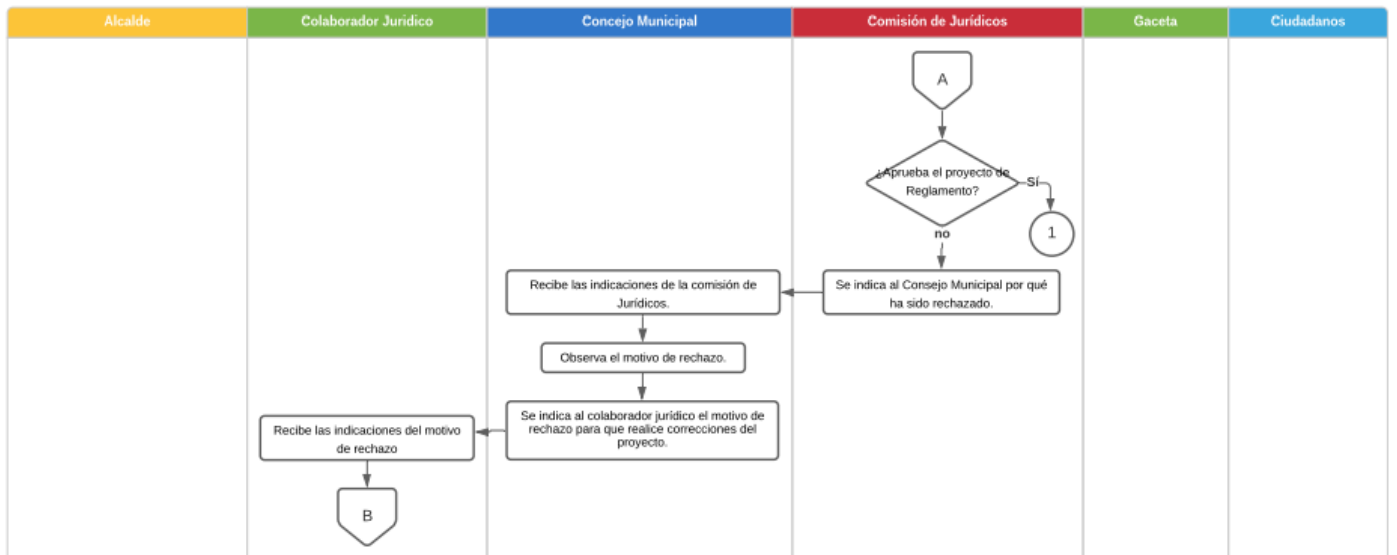 Alcalde
Colaborador Jurídico
Concejo Municipal
Comisión de Jurídicos
Gaceta
Ciudadanos
A
¿Aprueba el proyecto de
Reglamento?
Sí
1
no
Se indica al Consejo Municipal por qué
ha sido rechazado.
Recibe las indicaciones de la comisión de
Jurídicos.
Observa el motivo de rechazo.
Se indica al colaborador jurídico el motivo de
rechazo para que realice correcciones del
proyecto.
Recibe las indicaciones del motivo
de rechazo
B